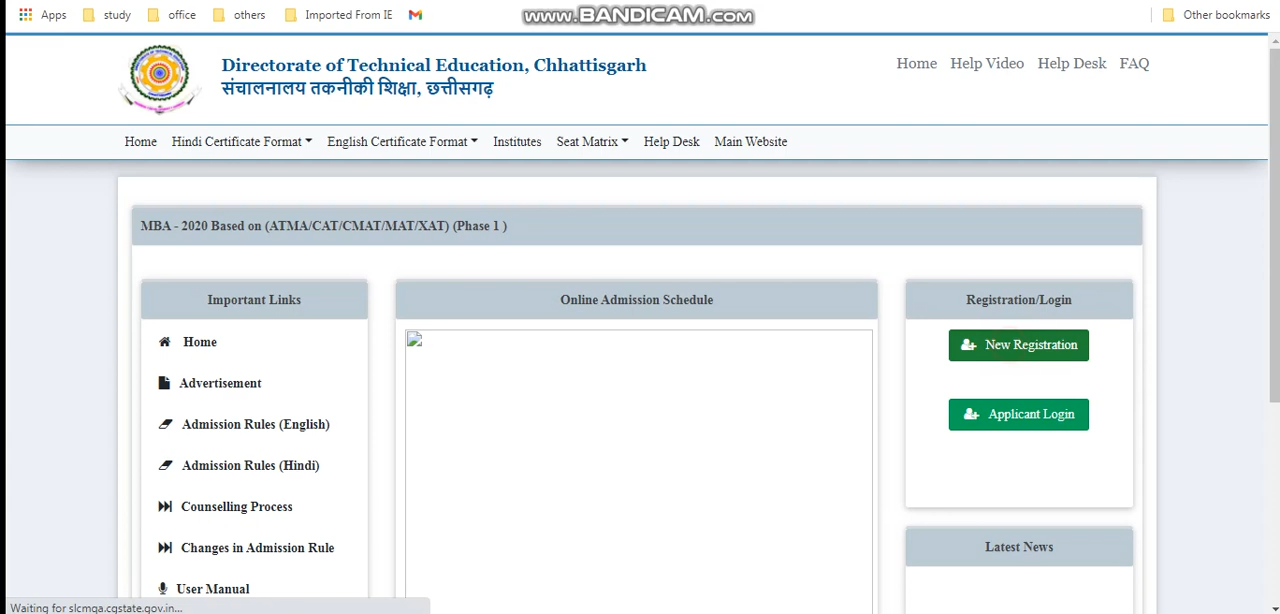 Apps study office others Imported From IE Other bookmarks
www.BANDICAM.com
Directorate of Technical Education, Chhattisgarh
संचालनालय तकनीकी शिक्षा, छत्तीसगढ़
Home Help Video Help Desk FAQ
Home Hindi Certificate Format English Certificate Format Institutes Seat Matrix Help Desk Main Website
MBA - 2020 Based on (ATMA/CAT/CMAT/MAT/XAT) (Phase 1 )
Important Links
Home
Advertisement
Admission Rules (English)
Admission Rules (Hindi)
Counselling Process
Changes in Admission Rule
User Manual
Online Admission Schedule
Registration/Login
New Registration
Applicant Login
Latest News
Waiting for slcmqa.cgstate.gov.in...